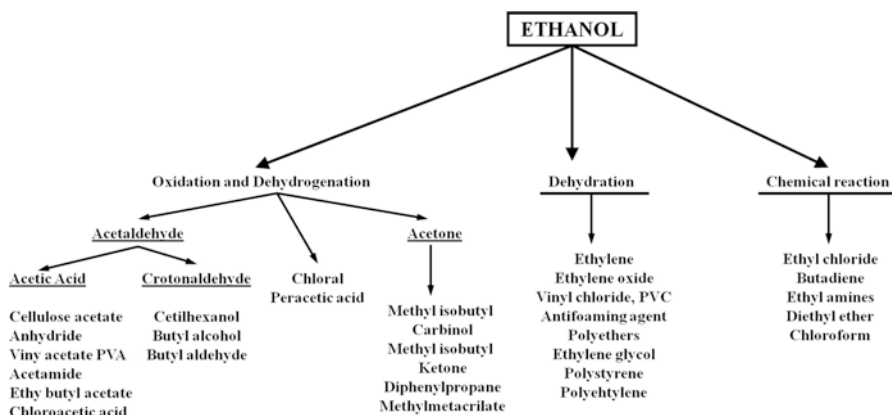 ETHANOL
Oxidation and Dehydrogenation
Dehydration
Chemical reaction
Acetaldehyde
Acetone
Acetic Acid
Crotonaldehyde
Cellulose acetate
Anhydride
Viny acetate PVA
Acetamide
Ethy butyl acetate
Chloroacetic acid
Cetilhexanol
Butyl alcohol
Butyl aldehyde
Chloral
Peracetic acid
Methyl isobutyl
Carbinol
Methyl isobutyl
Ketone
Diphenylpropane
Methylmetacrilate
Ethylene
Ethylene oxide
Vinyl chloride, PVC
Antifoaming agent
Polyethers
Ethylene glycol
Polystyrene
Polyehtylene
Ethyl chloride
Butadiene
Ethyl amines
Diethyl ether
Chloroform